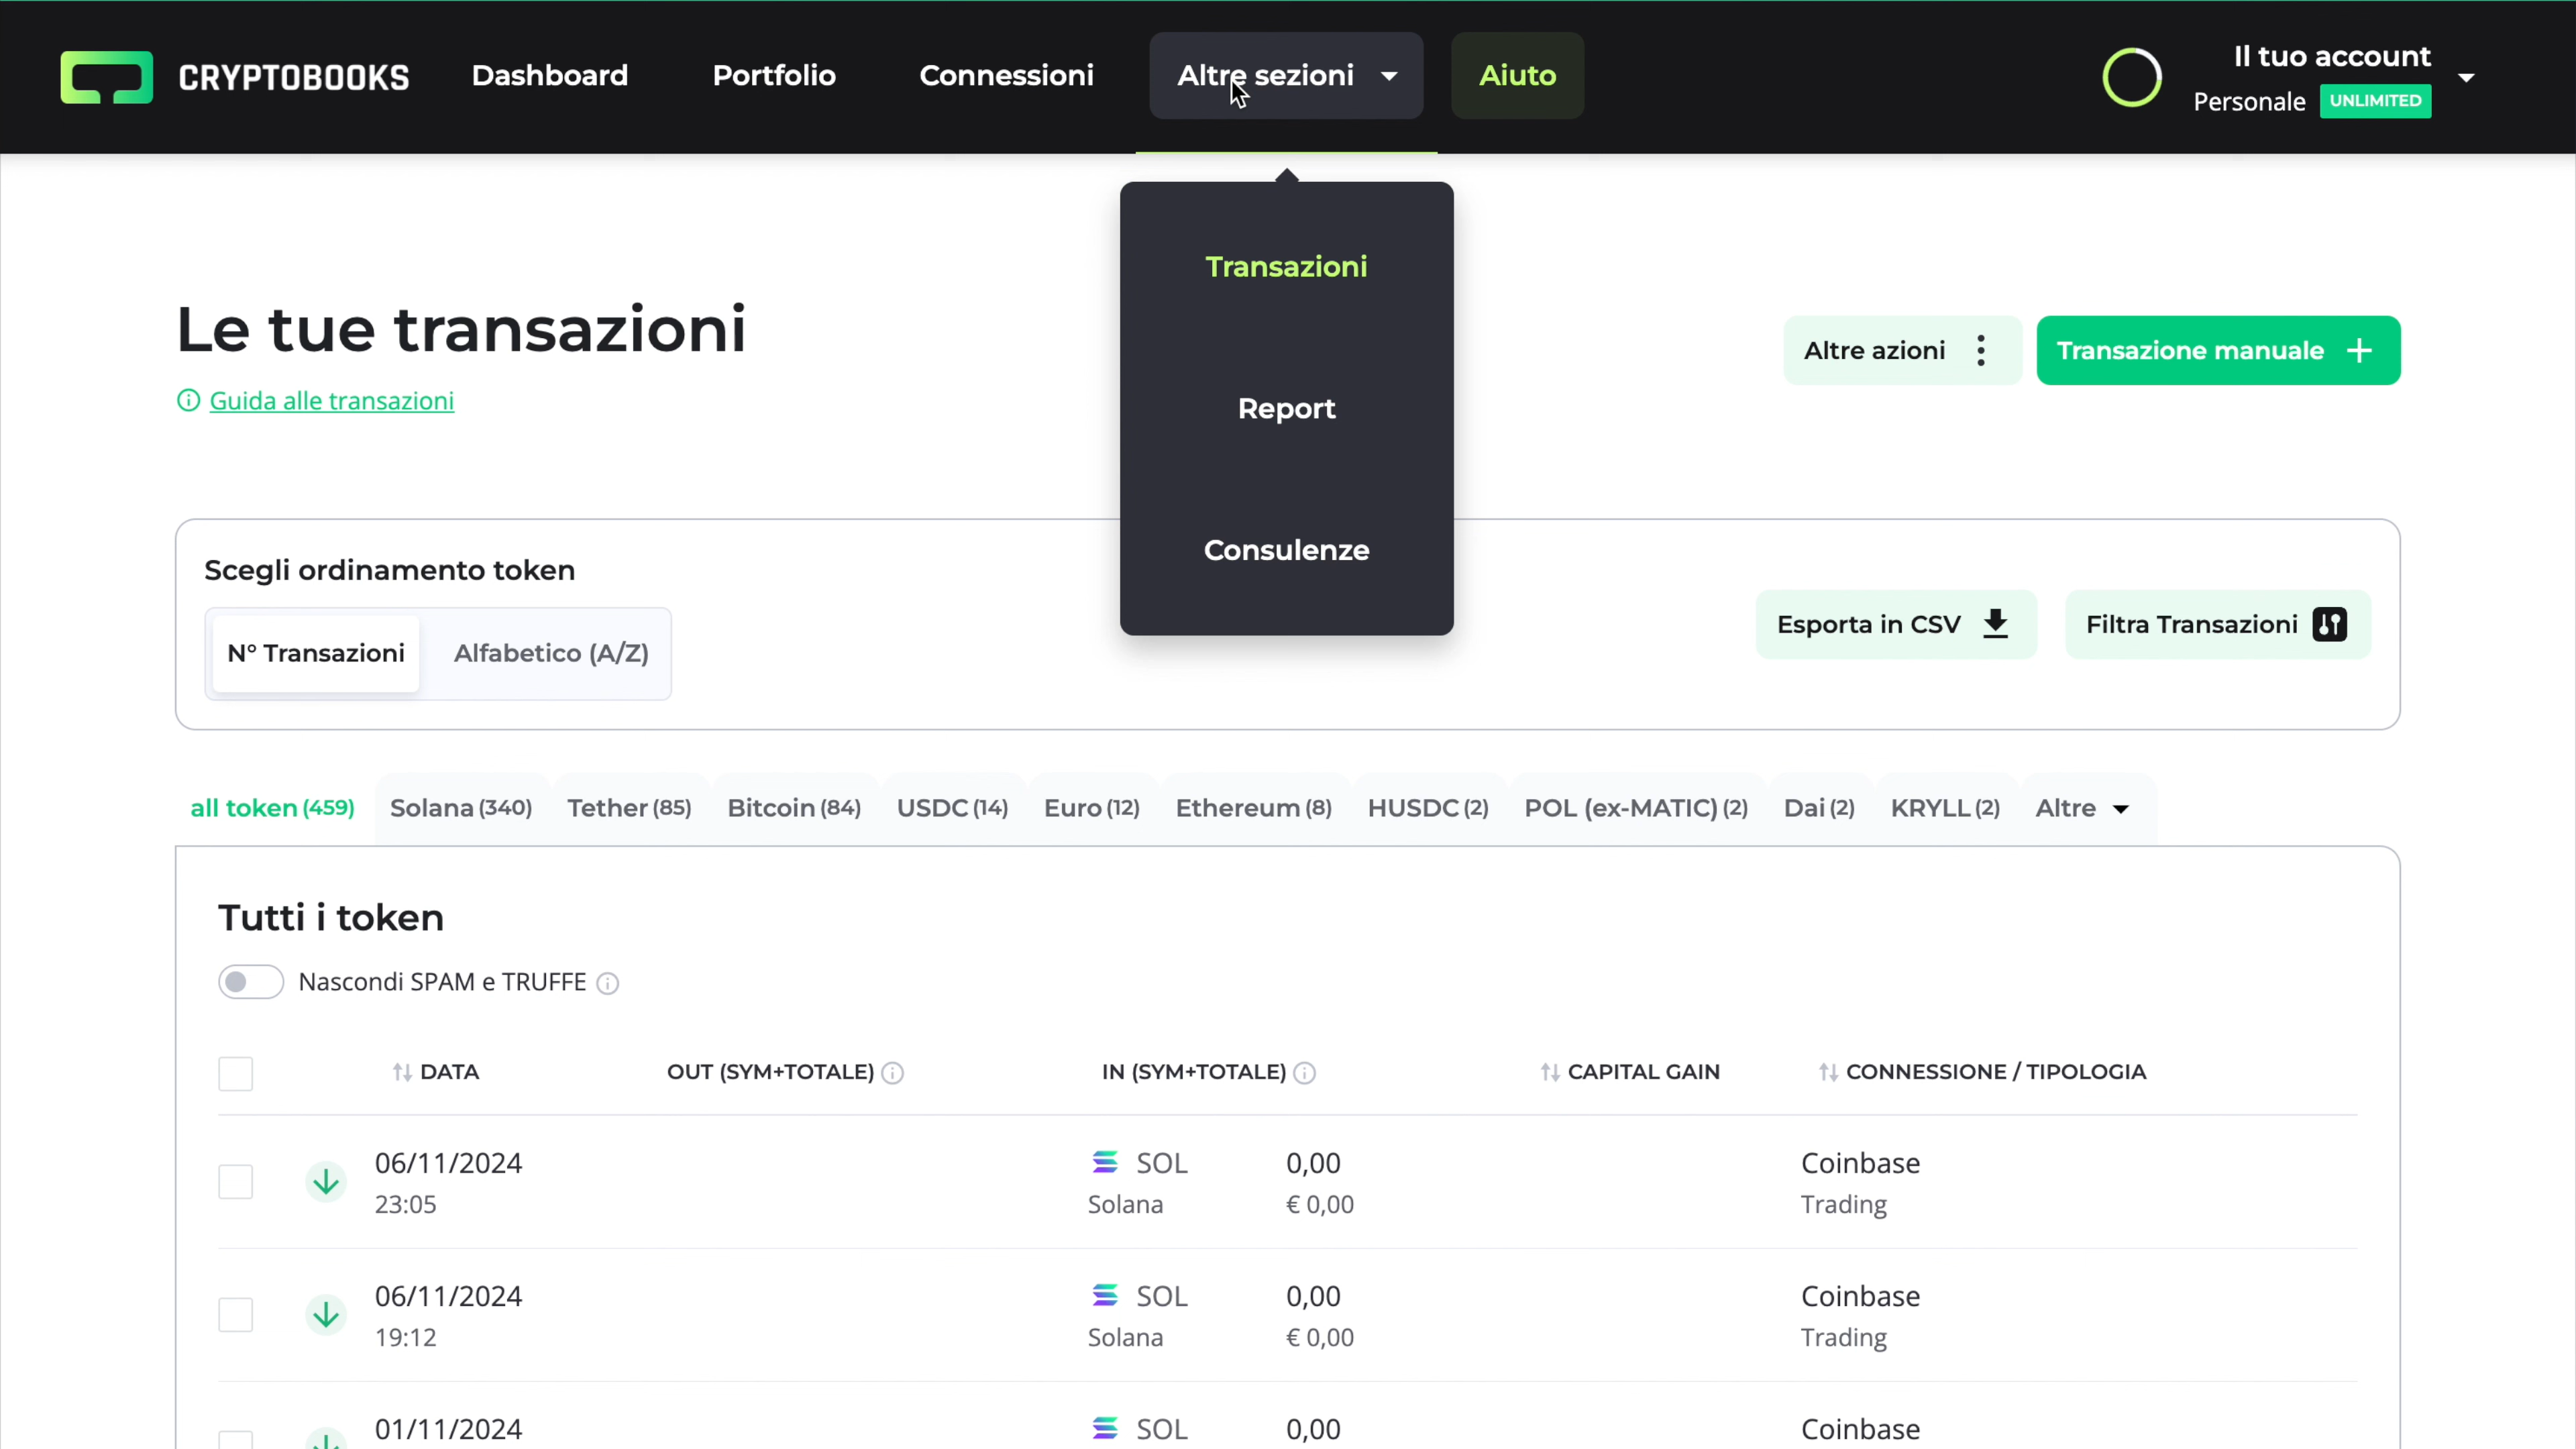 CRYPTOBOOKS
Dashboard
Portfolio
Connessioni
Altre sezioni
Aiuto
Il tuo account
Personale UNLIMITED
Transazioni
Report
Consulenze
Le tue transazioni
Guida alle transazioni
Altre azioni
Transazione manuale
Scegli ordinamento token
N° Transazioni
Alfabetico (A/Z)
Esporta in CSV
Filtra Transazioni
all token (459)
Solana (340)
Tether (85)
Bitcoin (84)
USDC (14)
Euro (12)
Ethereum (8)
HUSDC (2)
POL (ex-MATIC) (2)
Dai (2)
KRYLL (2)
Altre
Tutti i token
Nascondi SPAM e TRUFFE
DATA
OUT (SYM+TOTALE)
IN (SYM+TOTALE)
CAPITAL GAIN
CONNESSIONE / TIPOLOGIA
06/11/2024 SOL 0,00 Coinbase
23:05 Solana € 0,00 Trading
06/11/2024 SOL 0,00 Coinbase
19:12 Solana € 0,00 Trading
01/11/2024 SOL 0,00 Coinbase